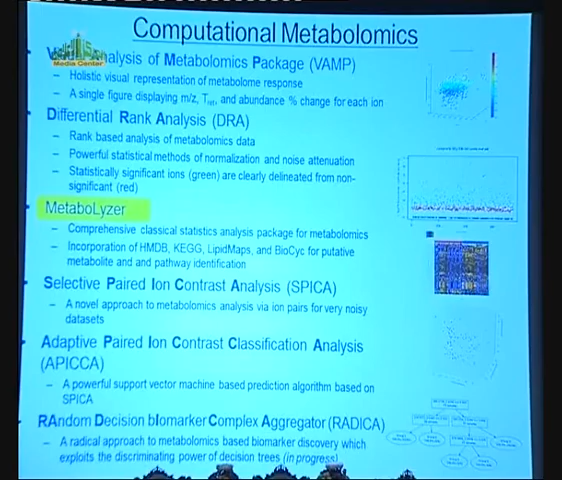 Computational Metabolomics
Media Center
Analysis of Metabolomics Package (VAMP)
– Holistic visual representation of metabolome response
– A single figure displaying m/z, Tret, and abundance % change for each ion
Differential Rank Analysis (DRA)
– Rank based analysis of metabolomics data
– Powerful statistical methods of normalization and noise attenuation
– Statistically significant ions (green) are clearly delineated from non-
significant (red)
MetaboLyzer
– Comprehensive classical statistics analysis package for metabolomics
– Incorporation of HMDB, KEGG, LipidMaps, and BioCyc for putative
metabolite and and pathway identification
Selective Paired Ion Contrast Analysis (SPICA)
– A novel approach to metabolomics analysis via ion pairs for very noisy
datasets
Adaptive Paired Ion Contrast Classification Analysis
(APICCA)
– A powerful support vector machine based prediction algorithm based on
SPICA
RAndom Decision bIomarker Complex Aggregator (RADICA)
– A radical approach to metabolomics based biomarker discovery which
exploits the discriminating power of decision trees (in progress)